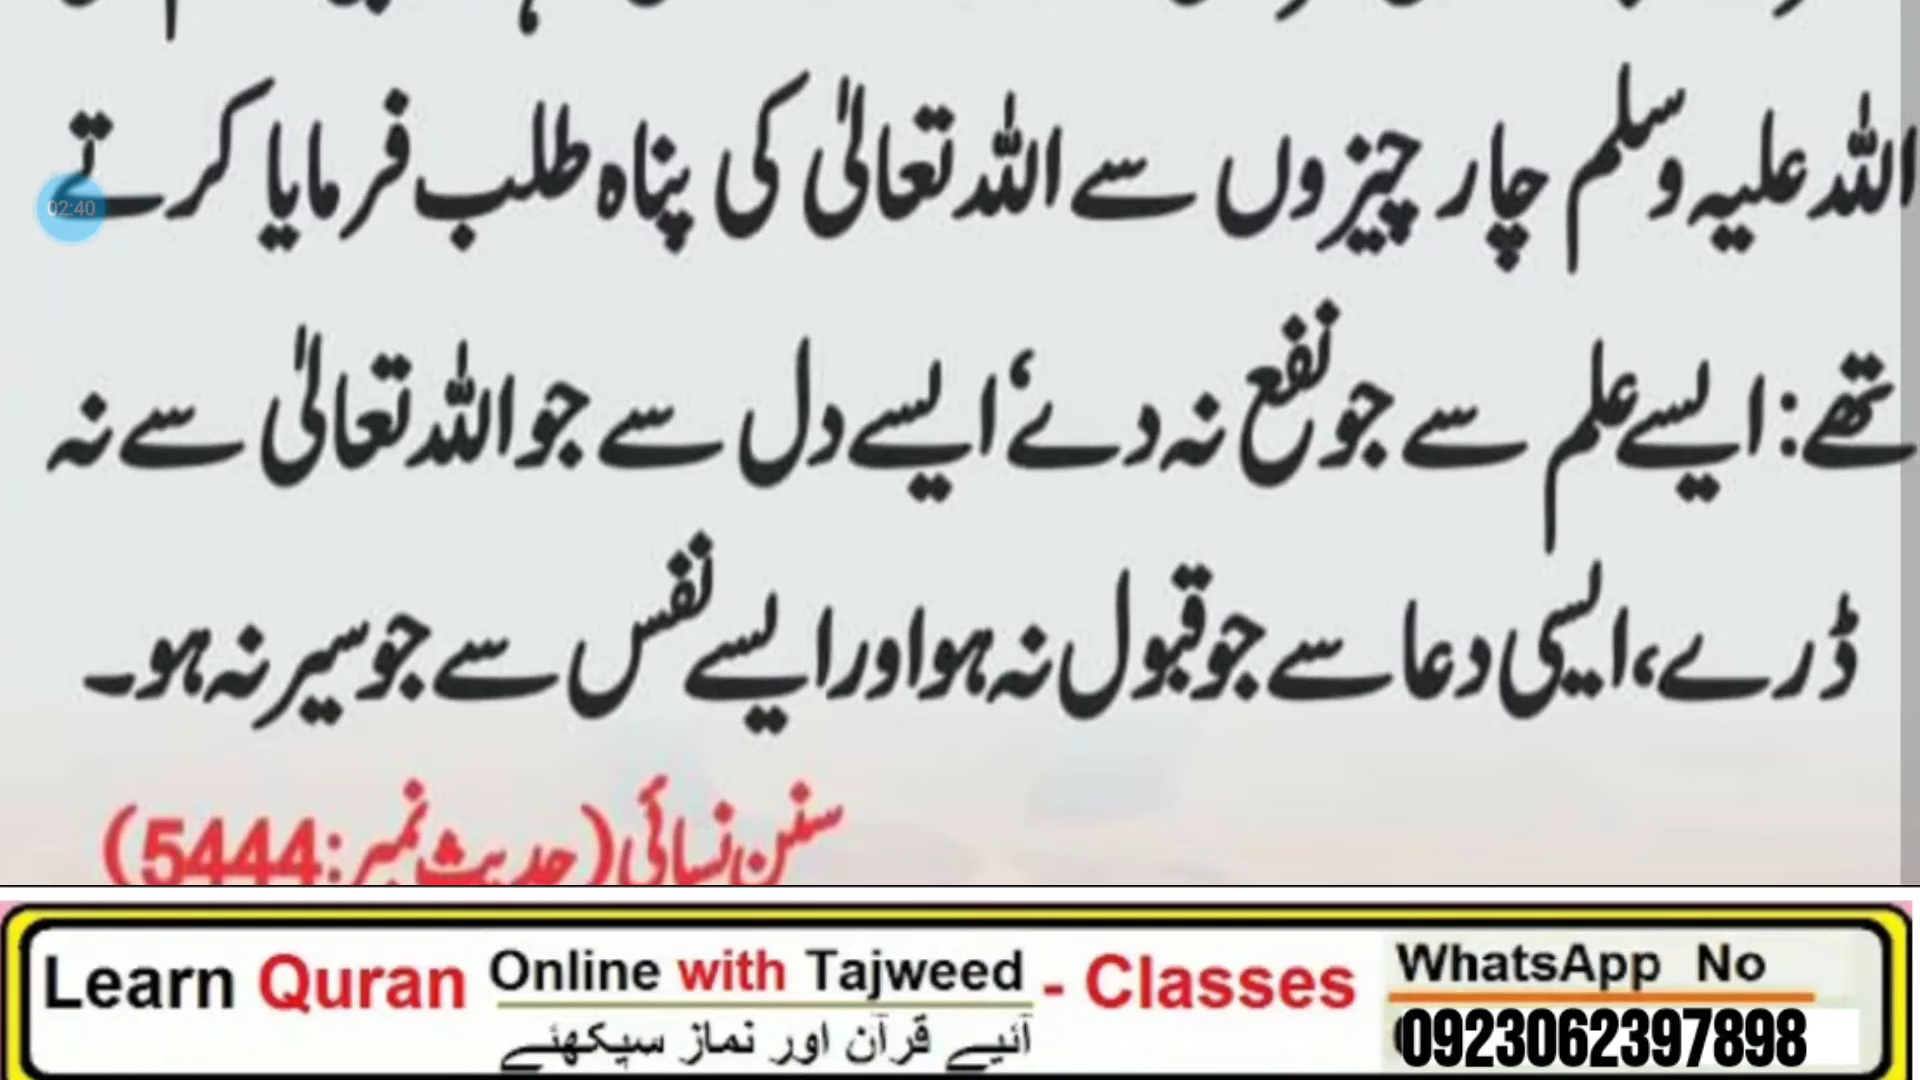 اللہ علیہ وسلم چار چیزوں سے اللہ تعالیٰ کی پناہ طلب فرمایا کرتے
02:40
تھے: ایسے علم سے جو نفع نہ دے، ایسے دل سے جو اللہ تعالیٰ سے نہ
ڈرے، ایسی دعا سے جو قبول نہ ہو اور ایسے نفس سے جو سیر نہ ہو۔
سنن نسائی (حدیث نمبر: 5444)
Learn Quran Online with Tajweed - Classes
آئیے قرآن اور نماز سیکھئے
WhatsApp No
0923062397898